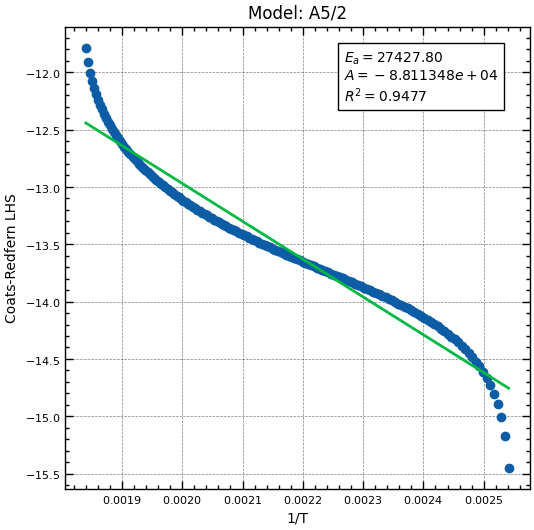 Model: A5/2
E_a = 27427.80
A = −8.811348e + 04
R² = 0.9477
Coats-Redfern LHS
−12.0
−12.5
−13.0
−13.5
−14.0
−14.5
−15.0
−15.5
0.0019 0.0020 0.0021 0.0022 0.0023 0.0024 0.0025
1/T